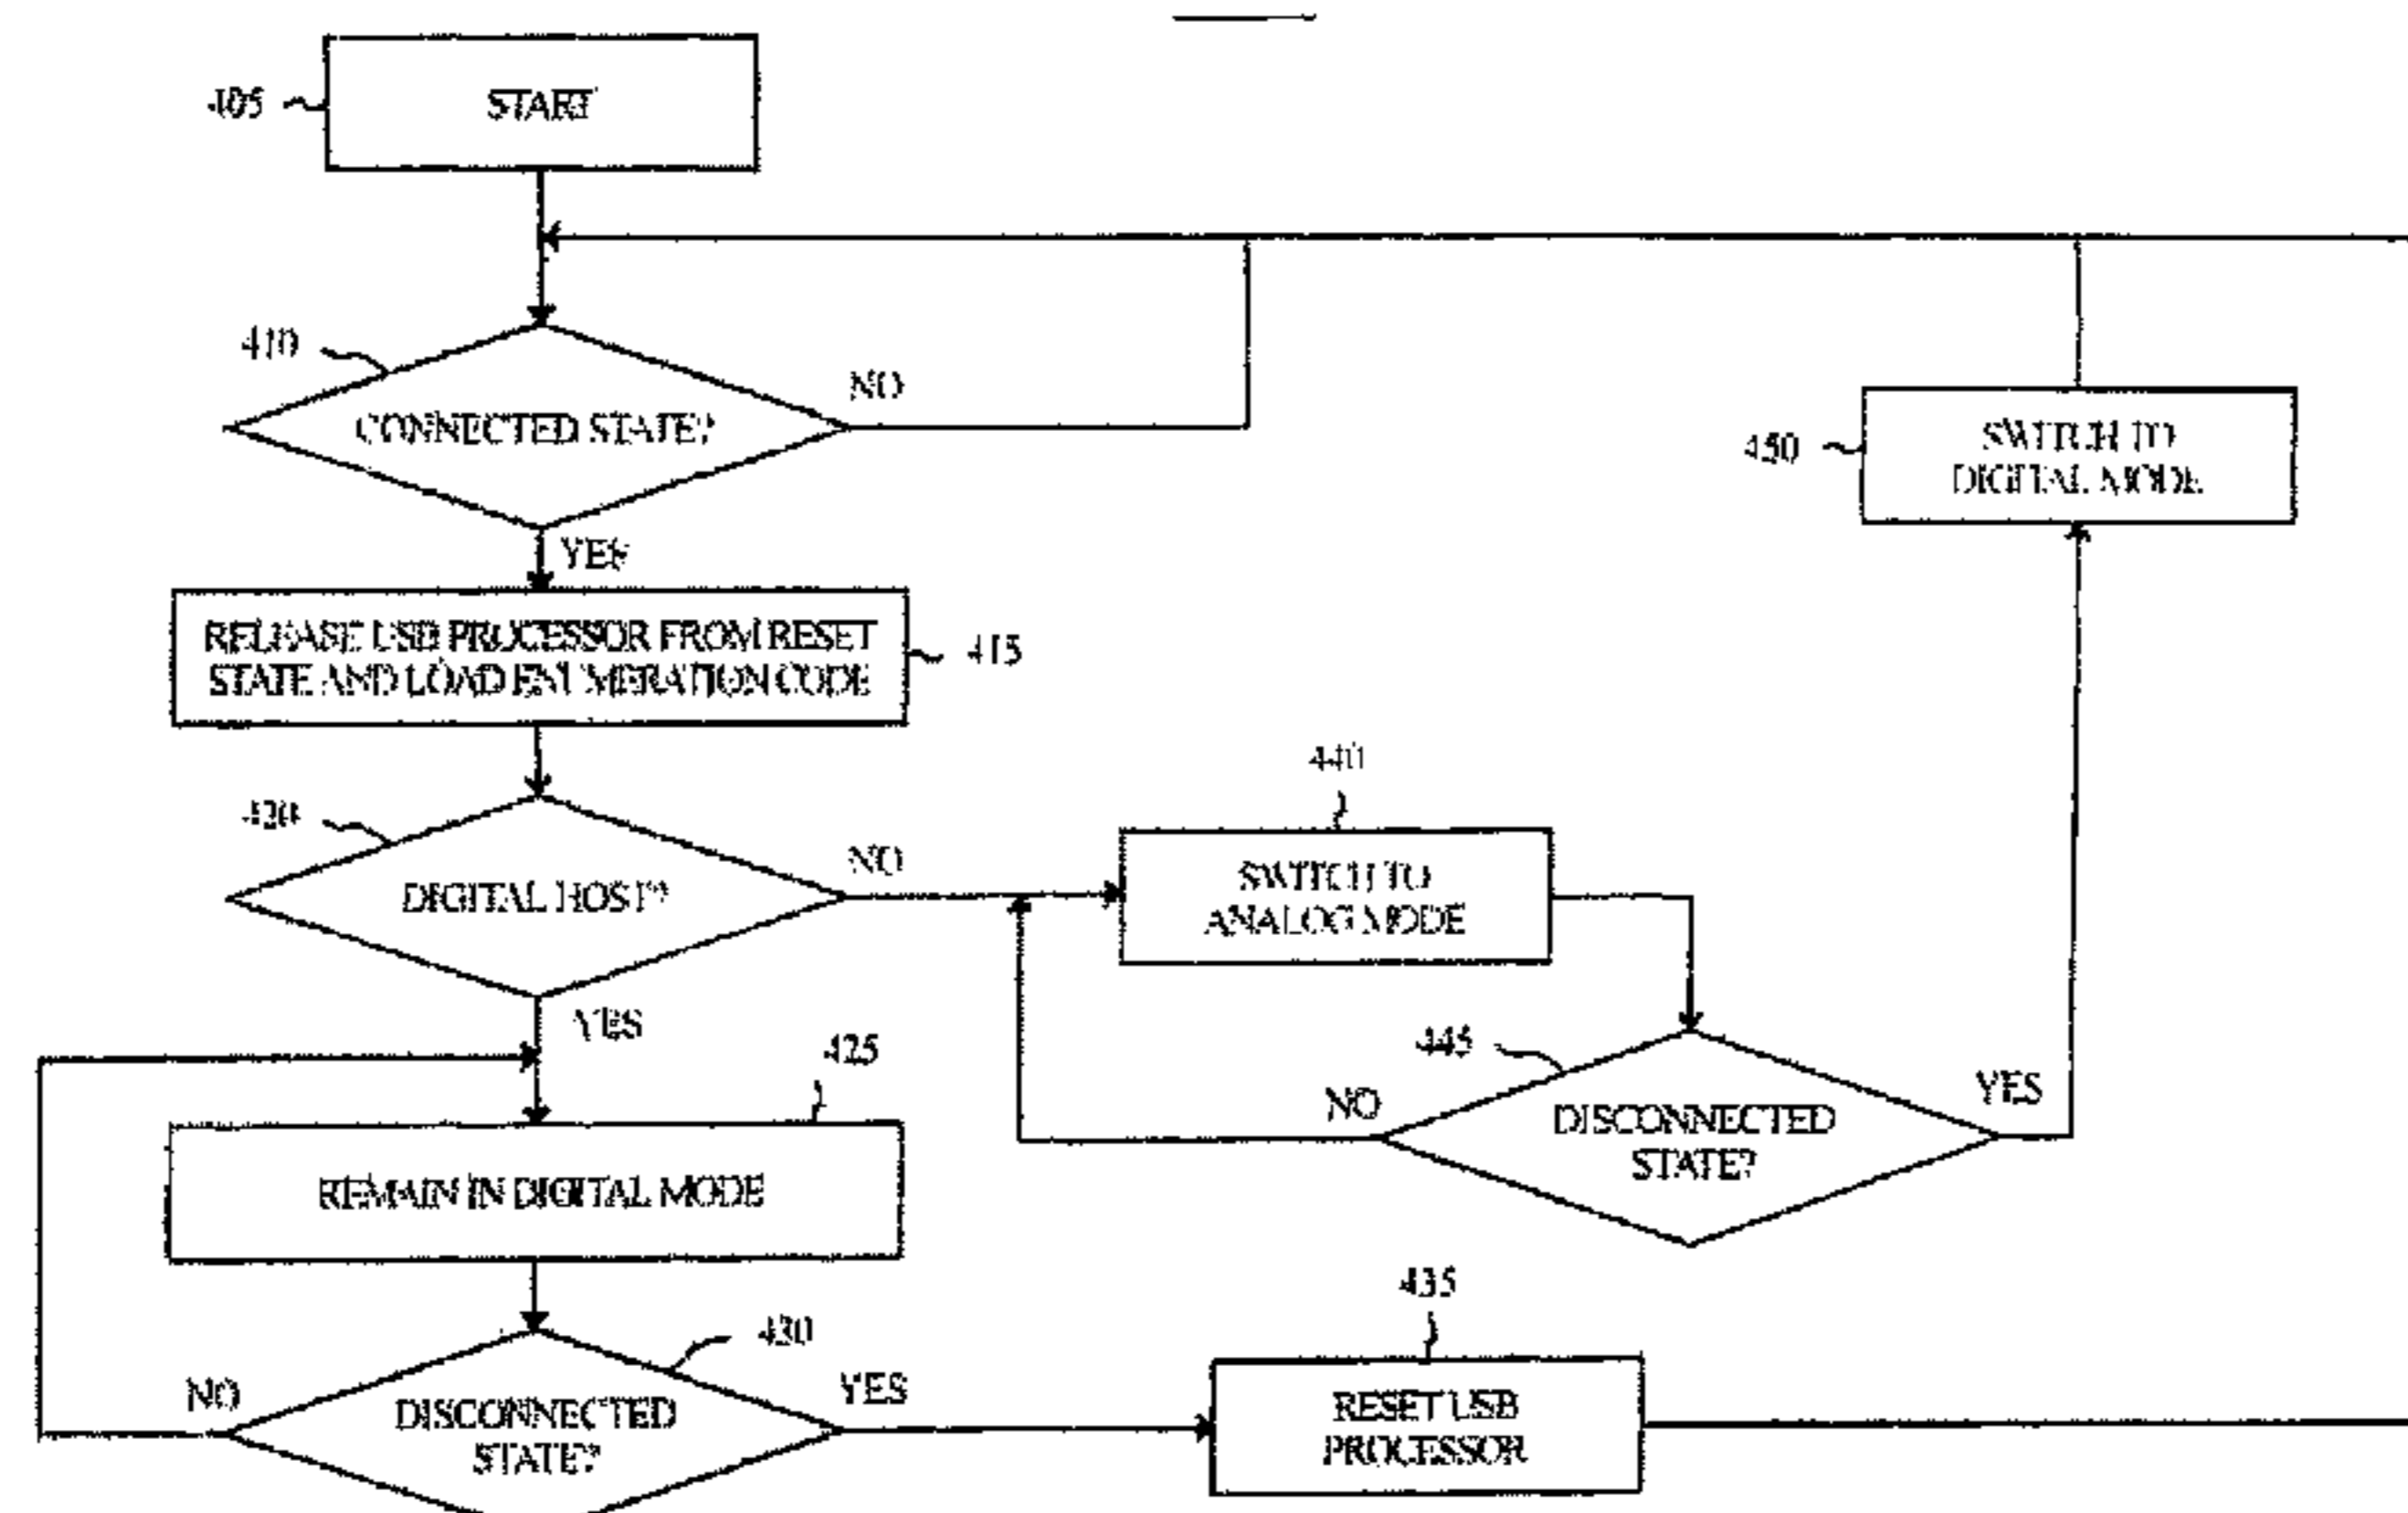 405
START
410
CONNECTED STATE?
NO
YES
RELEASE USB PROCESSOR FROM RESET
STATE AND LOAD ENUMERATION CODE
415
420
DIGITAL HOST?
NO
YES
425
REMAIN IN DIGITAL MODE
430
DISCONNECTED
STATE?
NO
YES
435
RESET USB
PROCESSOR
440
SWITCH TO
ANALOG MODE
445
DISCONNECTED
STATE?
NO
YES
450
SWITCH TO
DIGITAL MODE